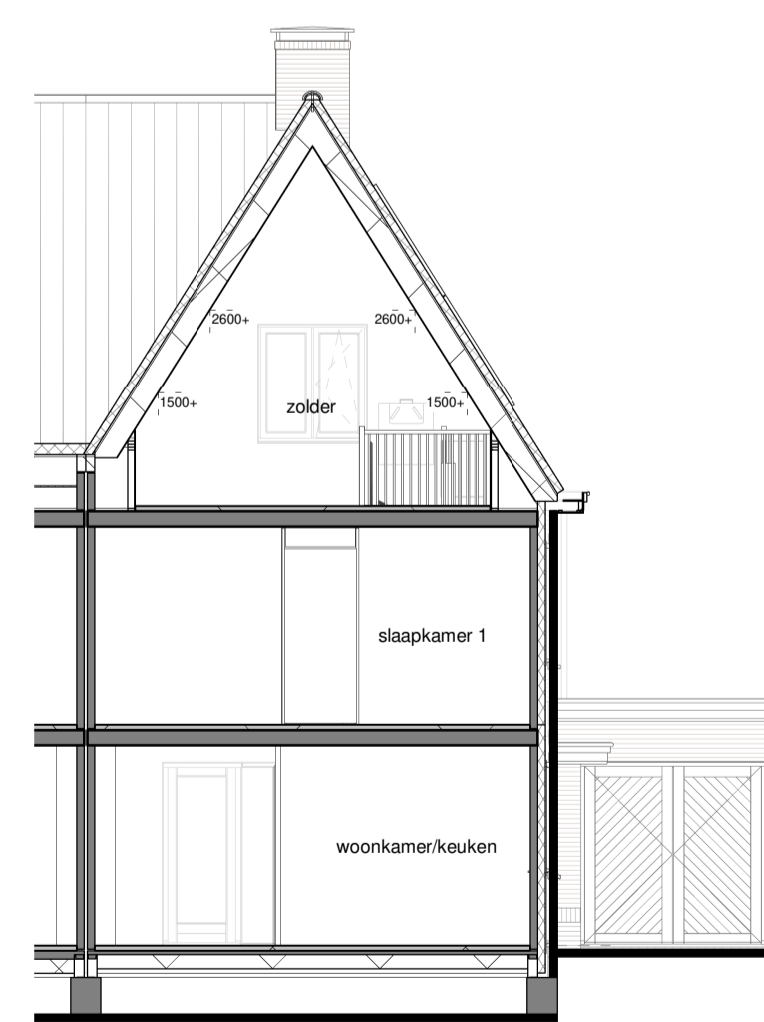 2600+ 2600+
zolder
1500+ 1500+
slaapkamer 1
woonkamer/keuken